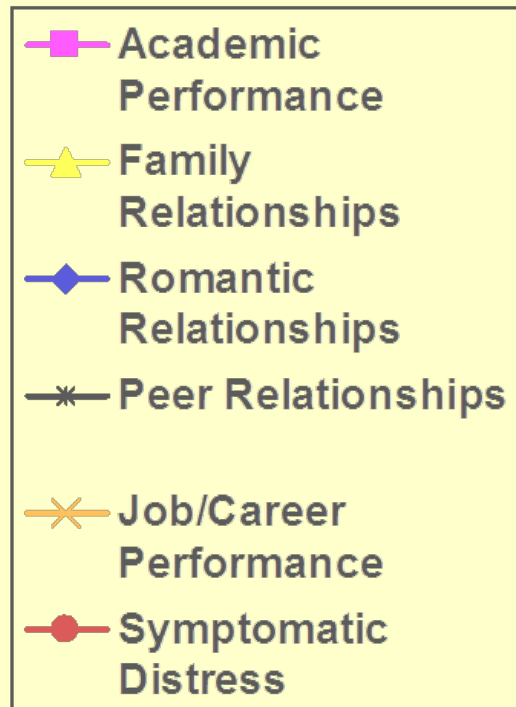 Academic
Performance
Family
Relationships
Romantic
Relationships
Peer Relationships
Job/Career
Performance
Symptomatic
Distress